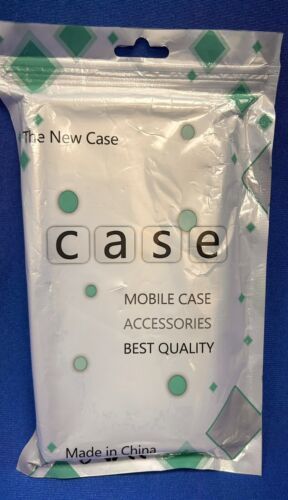 The New Case
case
MOBILE CASE
ACCESSORIES
BEST QUALITY
Made in China